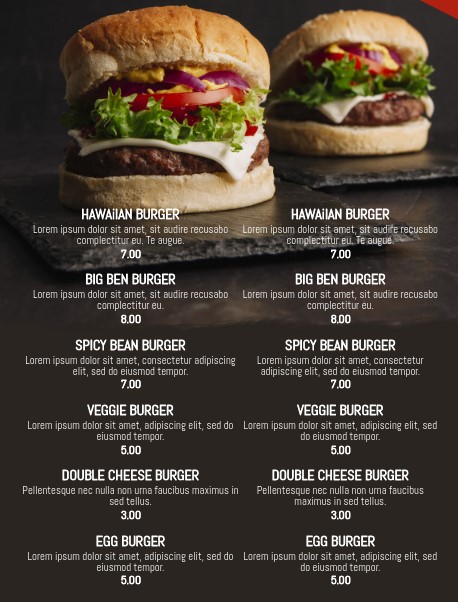 HAWAiIAN BURGER
Lorem ipsum dolor sit amet, sit audire recusabo
complectitur eu. Te augue.
7.00
BIG BEN BURGER
Lorem ipsum dolor sit amet, sit audire recusabo
complectitur eu.
8.00
SPICY BEAN BURGER
Lorem ipsum dolor sit amet, consectetur adipiscing
elit, sed do eiusmod tempor.
7.00
VEGGIE BURGER
Lorem ipsum dolor sit amet, adipiscing elit, sed do
eiusmod tempor.
5.00
DOUBLE CHEESE BURGER
Pellentesque nec nulla non urna faucibus maximus in
sed tellus.
3.00
EGG BURGER
Lorem ipsum dolor sit amet, adipiscing elit, sed do
eiusmod tempor.
5.00
HAWAiIAN BURGER
Lorem ipsum dolor sit amet, sit audire recusabo
complectitur eu. Te augue.
7.00
BIG BEN BURGER
Lorem ipsum dolor sit amet, sit audire recusabo
complectitur eu.
8.00
SPICY BEAN BURGER
Lorem ipsum dolor sit amet, consectetur
adipiscing elit, sed do eiusmod tempor.
7.00
VEGGIE BURGER
Lorem ipsum dolor sit amet, adipiscing elit, sed
do eiusmod tempor.
5.00
DOUBLE CHEESE BURGER
Pellentesque nec nulla non urna faucibus
maximus in sed tellus.
3.00
EGG BURGER
Lorem ipsum dolor sit amet, adipiscing elit, sed
do eiusmod tempor.
5.00